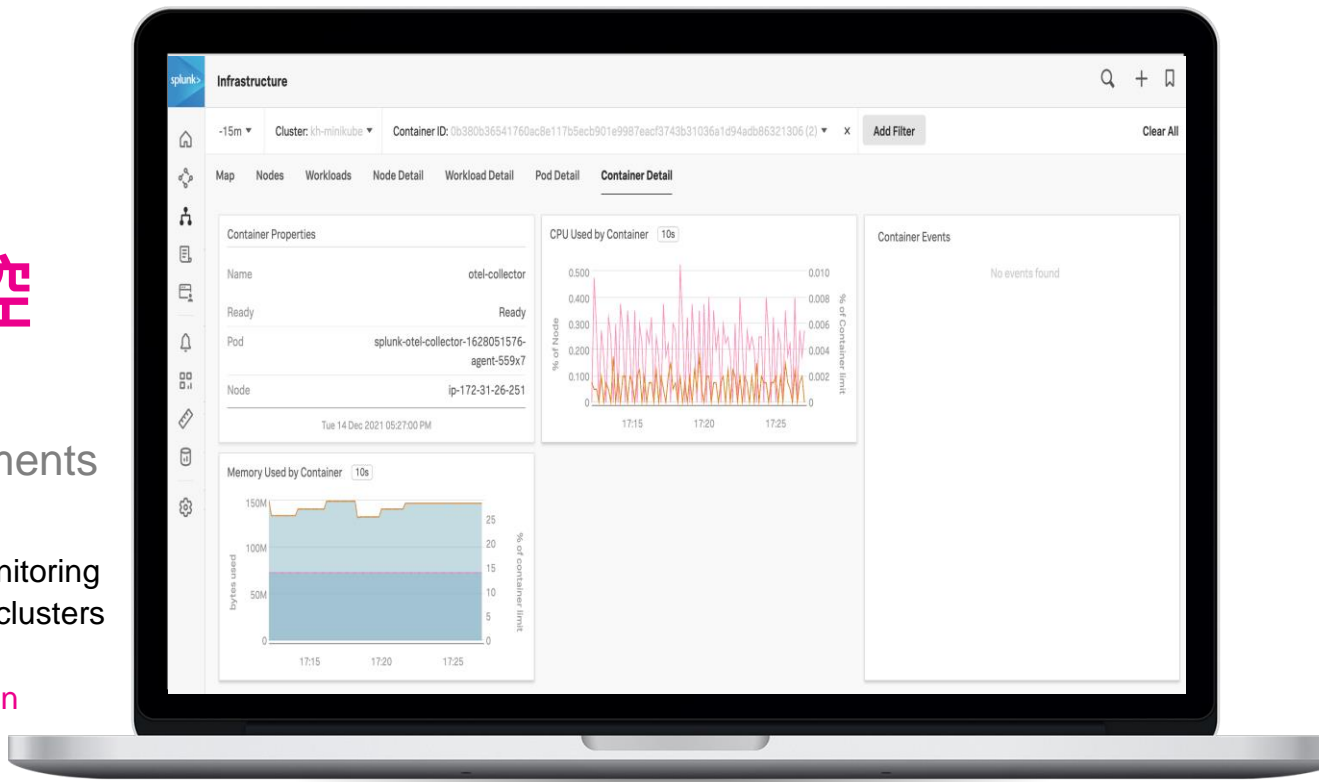 控
nents
nitoring
clusters
n
splunk>
Infrastructure
-15m
Cluster: kh-minikube
Container ID: 0b380b36541760ac8e117b5ecb901e9987eacf3743b31036a1d94adb86321306 (2)
x
Add Filter
Clear All
Map
Nodes
Workloads
Node Detail
Workload Detail
Pod Detail
Container Detail
Container Properties
Name
otel-collector
Ready
Ready
Pod
splunk-otel-collector-1628051576-
agent-559x7
Node
ip-172-31-26-251
Tue 14 Dec 2021 05:27:00 PM
CPU Used by Container
10s
% of Node
0.500
0.400
0.300
0.200
0.100
0
0.010
0.008
0.006
0.004
0.002
0
% of Container limit
17:15
17:20
17:25
Container Events
No events found
Memory Used by Container
10s
bytes used
150M
100M
50M
0
25
20
15
10
5
0
% of container limit
17:15
17:20
17:25